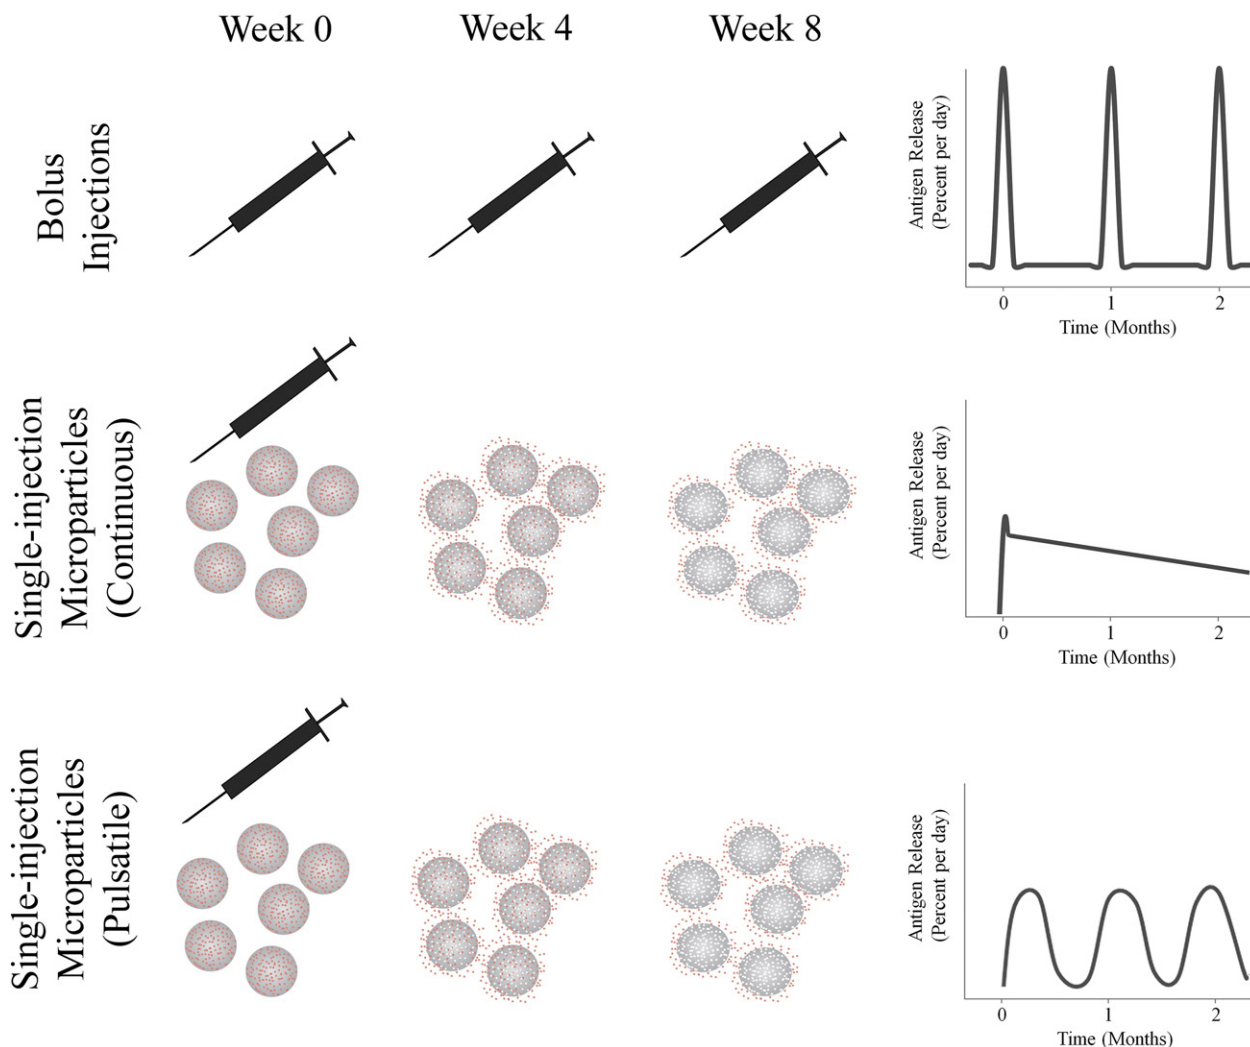 Week 0
Week 4
Week 8
Bolus
Injections
Antigen Release
(Percent per day)
0
1
2
Time (Months)
Single-injection
Microparticles
(Continuous)
Antigen Release
(Percent per day)
0
1
2
Time (Months)
Single-injection
Microparticles
(Pulsatile)
Antigen Release
(Percent per day)
0
1
2
Time (Months)